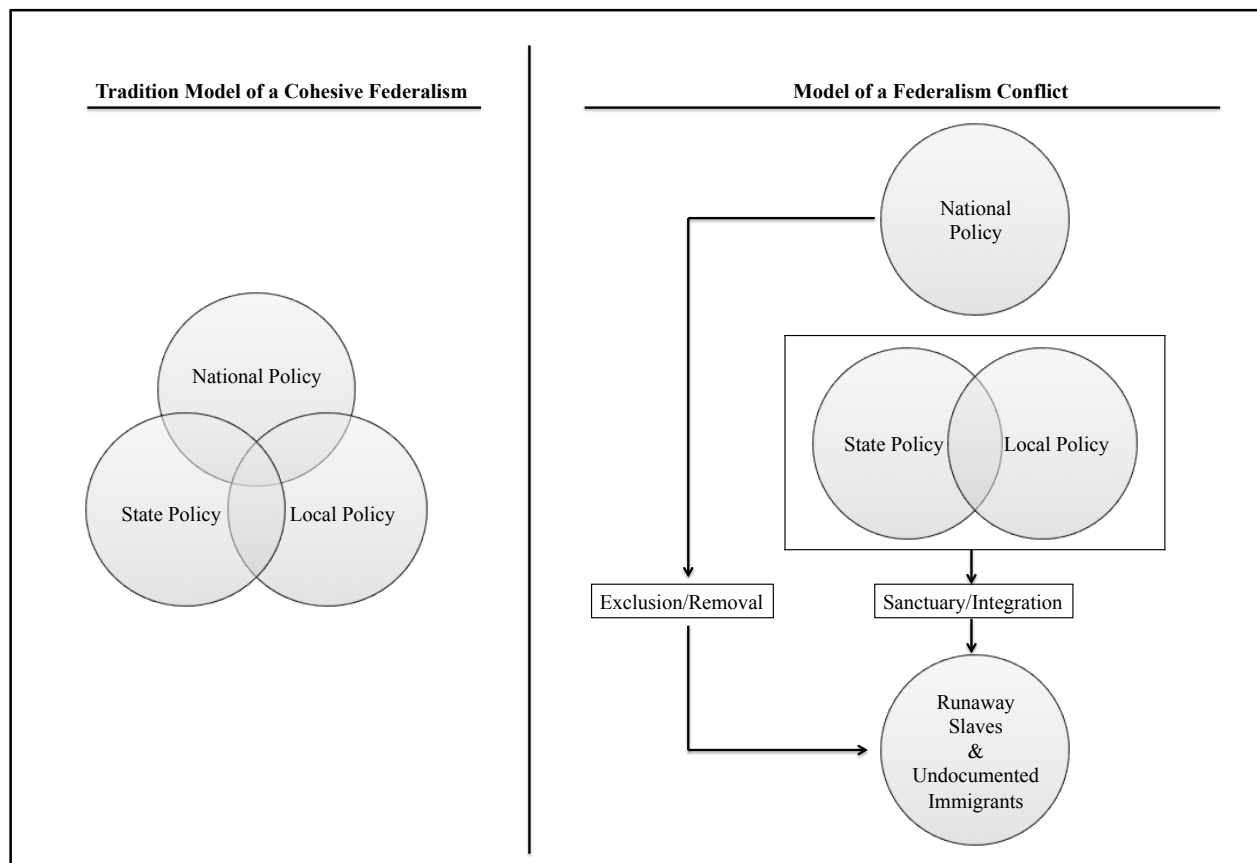 Tradition Model of a Cohesive Federalism
National Policy
State Policy
Local Policy
Model of a Federalism Conflict
National
Policy
State Policy
Local Policy
Exclusion/Removal
Sanctuary/Integration
Runaway
Slaves
&
Undocumented
Immigrants